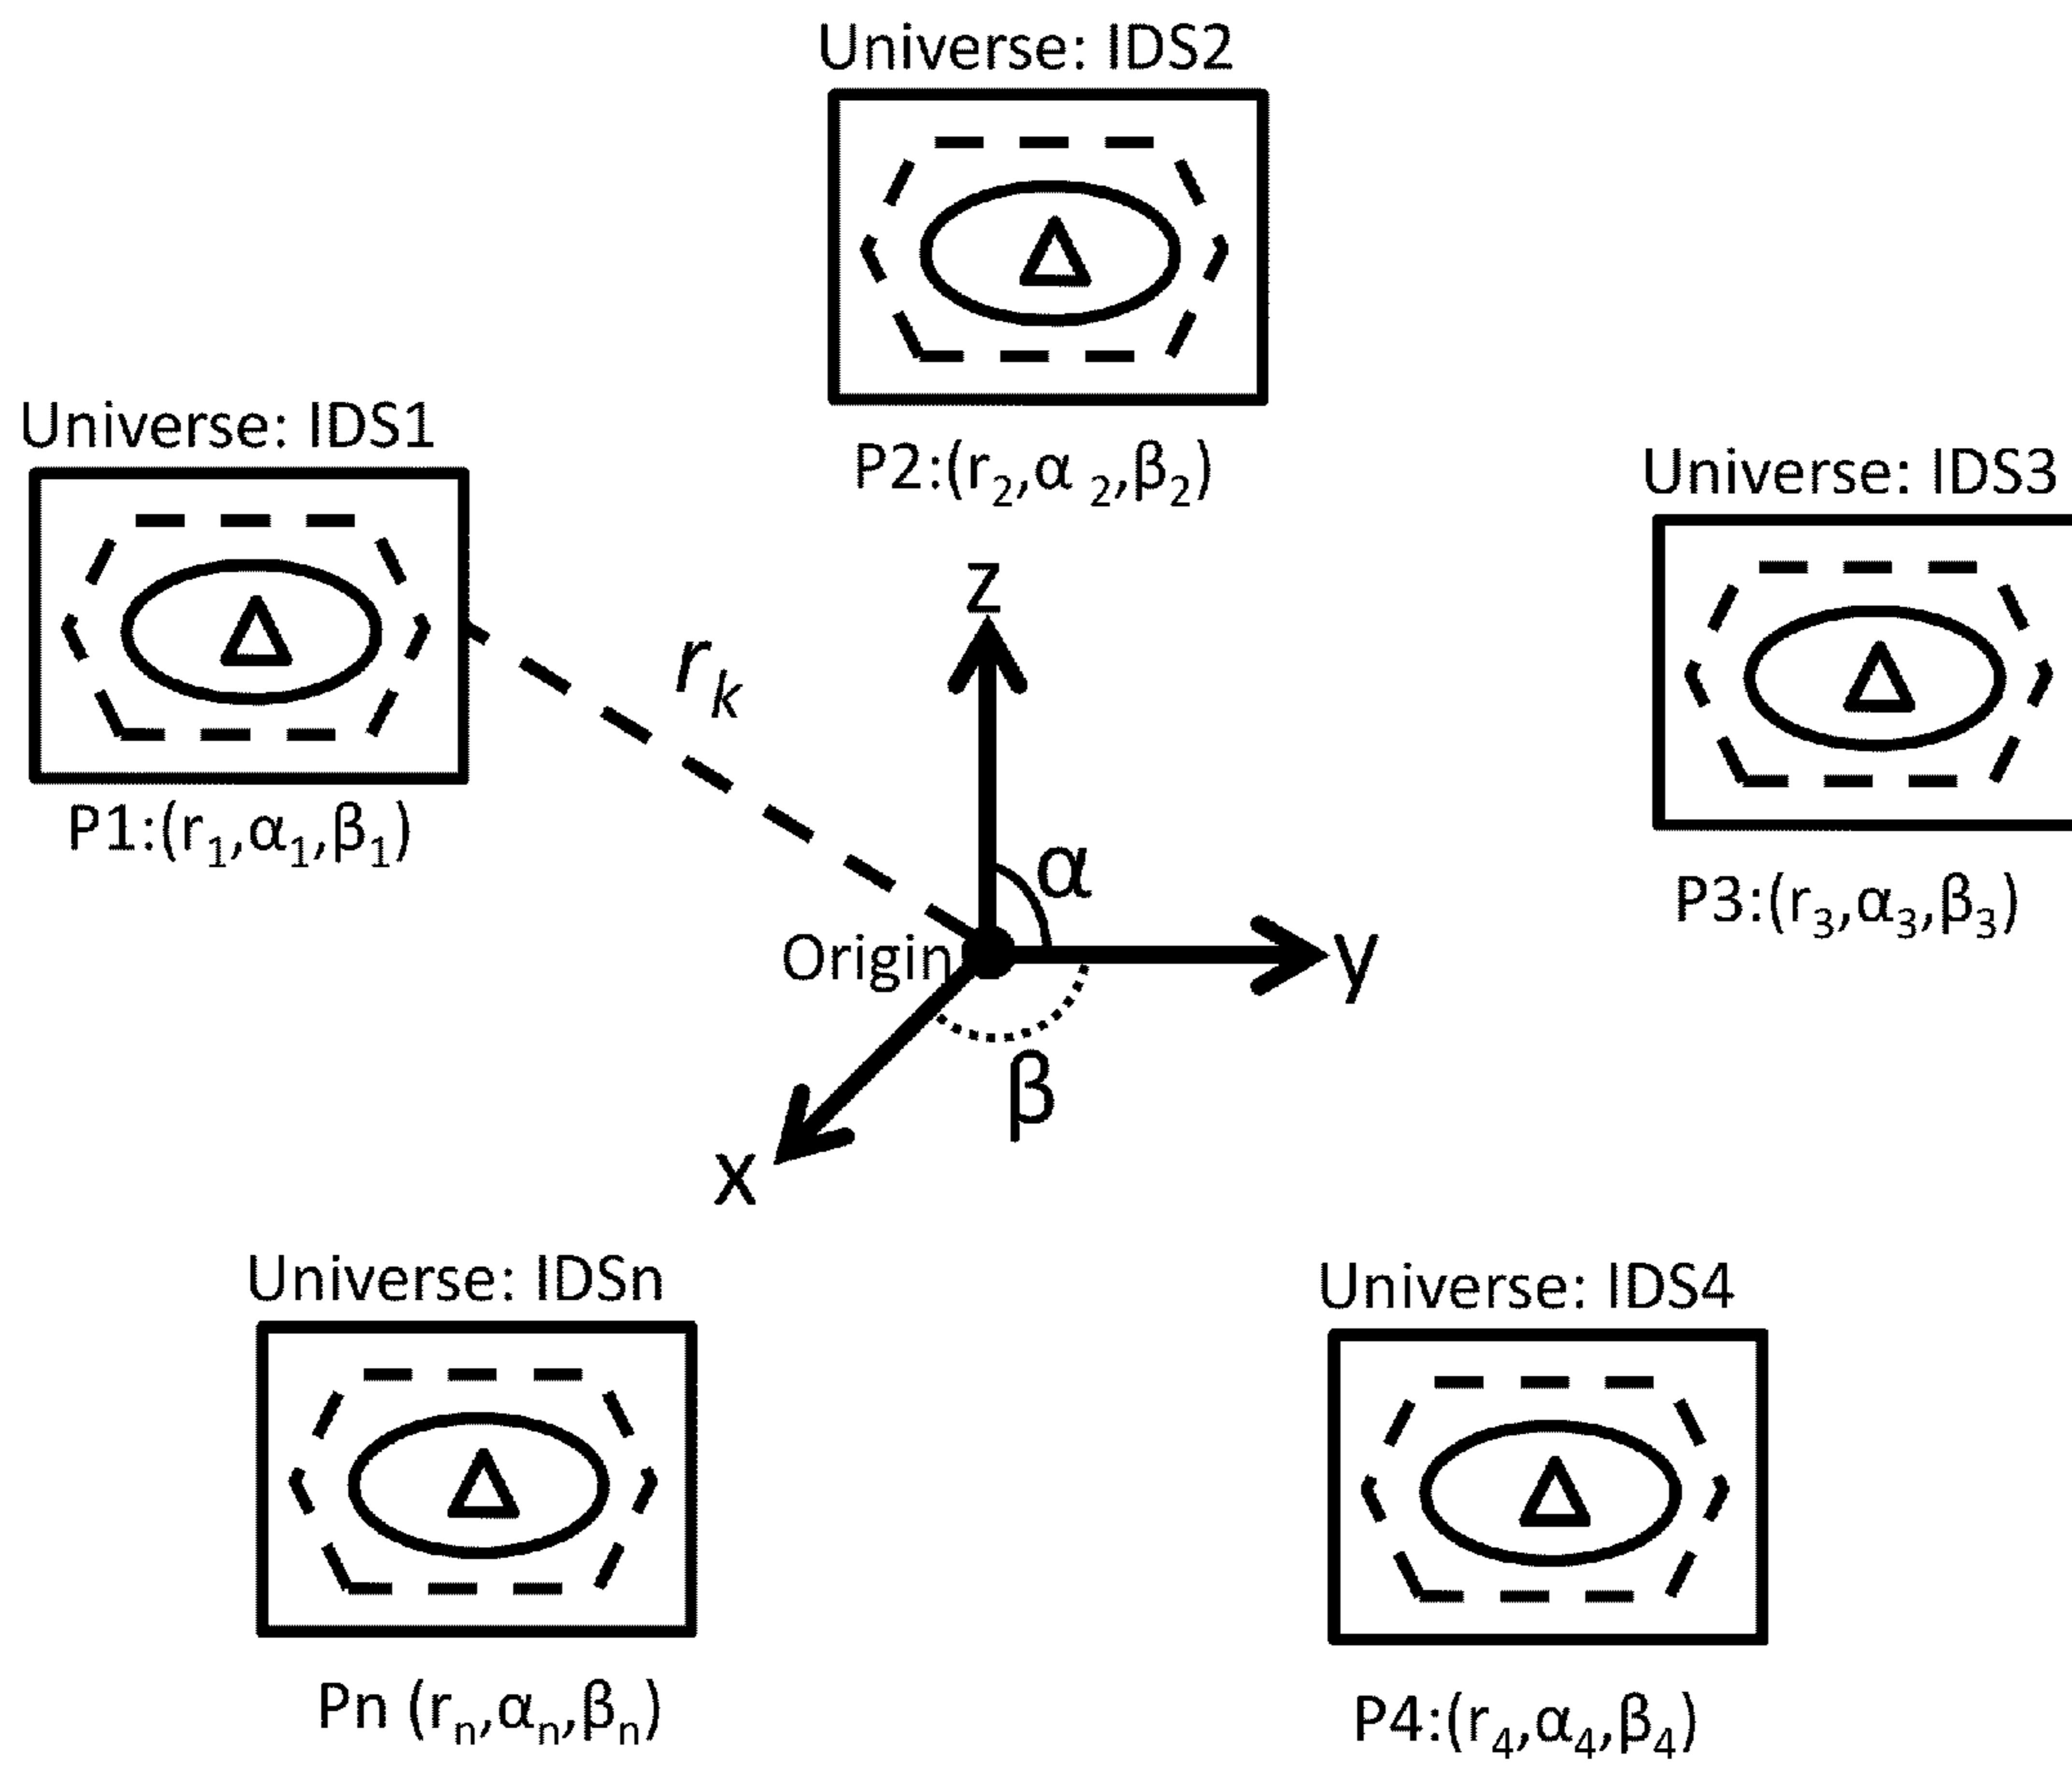 Universe: IDS2
P2:(r₂,α ₂,β₂)
Universe: IDS1
P1:(r₁,α₁,β₁)
Universe: IDS3
P3:(r₃,α₃,β₃)
z
rₖ
α
Origin
y
β
x
Universe: IDSn
Pn (rₙ,αₙ,βₙ)
Universe: IDS4
P4:(r₄,α₄,β₄)